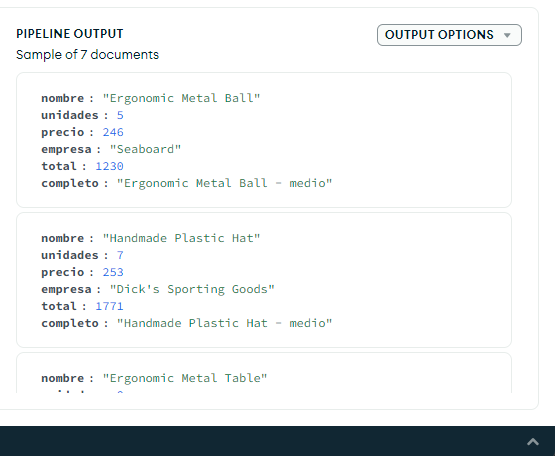 PIPELINE OUTPUT
OUTPUT OPTIONS
Sample of 7 documents
nombre : "Ergonomic Metal Ball"
unidades : 5
precio : 246
empresa : "Seaboard"
total : 1230
completo : "Ergonomic Metal Ball - medio"
nombre : "Handmade Plastic Hat"
unidades : 7
precio : 253
empresa : "Dick's Sporting Goods"
total : 1771
completo : "Handmade Plastic Hat - medio"
nombre : "Ergonomic Metal Table"